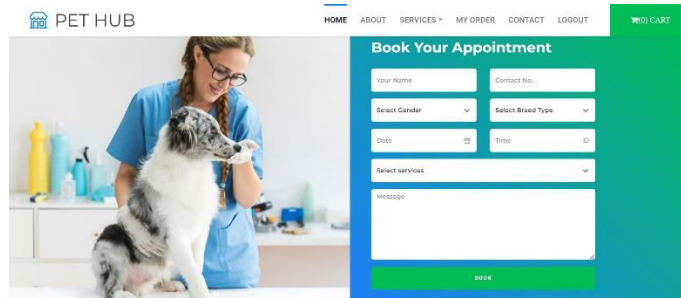 PET HUB
HOME ABOUT SERVICES MY ORDER CONTACT LOGOUT (0) CART
Book Your Appointment
Your Name Contact No.
Select Gander Select Breed Type
Date Time
Select services
Message
BOOK